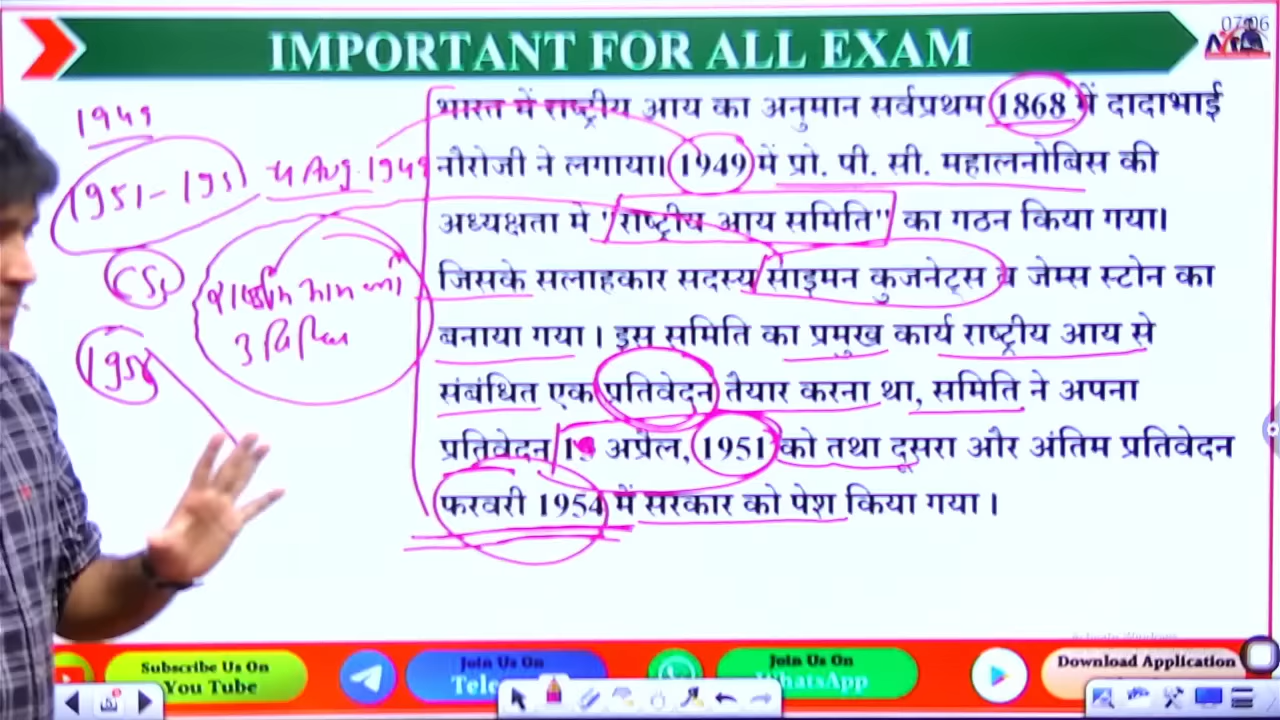 07:06
IMPORTANT FOR ALL EXAM
भारत में राष्ट्रीय आय का अनुमान सर्वप्रथम 1868 में दादाभाई
नौरोजी ने लगाया। 1949 में प्रो. पी. सी. महालनोबिस की
अध्यक्षता मे "राष्ट्रीय आय समिति" का गठन किया गया।
जिसके सलाहकार सदस्य साइमन कुजनेट्स व जेम्स स्टोन का
बनाया गया। इस समिति का प्रमुख कार्य राष्ट्रीय आय से
संबंधित एक प्रतिवेदन तैयार करना था, समिति ने अपना
प्रतिवेदन अप्रैल, 1951 को तथा दूसरा और अंतिम प्रतिवेदन
फरवरी 1954 में सरकार को पेश किया गया।
1949
4 Aug. 1949
Subscribe Us On
You Tube
Join Us On
Join Us On
WhatsApp
Download Application